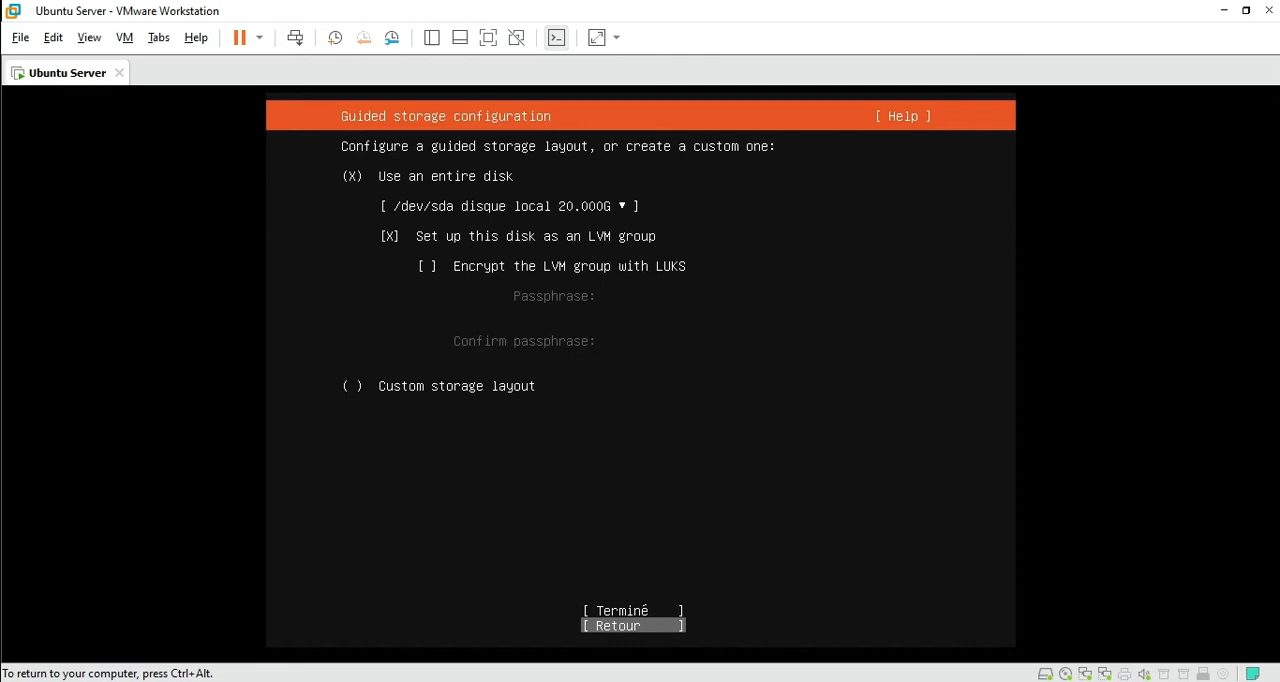 Ubuntu Server - VMware Workstation
File Edit View VM Tabs Help
Ubuntu Server
Guided storage configuration [ Help ]
Configure a guided storage layout, or create a custom one:
(X) Use an entire disk
[ /dev/sda disque local 20.000G ▾ ]
[X] Set up this disk as an LVM group
[ ] Encrypt the LVM group with LUKS
Passphrase:
Confirm passphrase:
( ) Custom storage layout
[ Terminé ]
[ Retour ]
To return to your computer, press Ctrl+Alt.